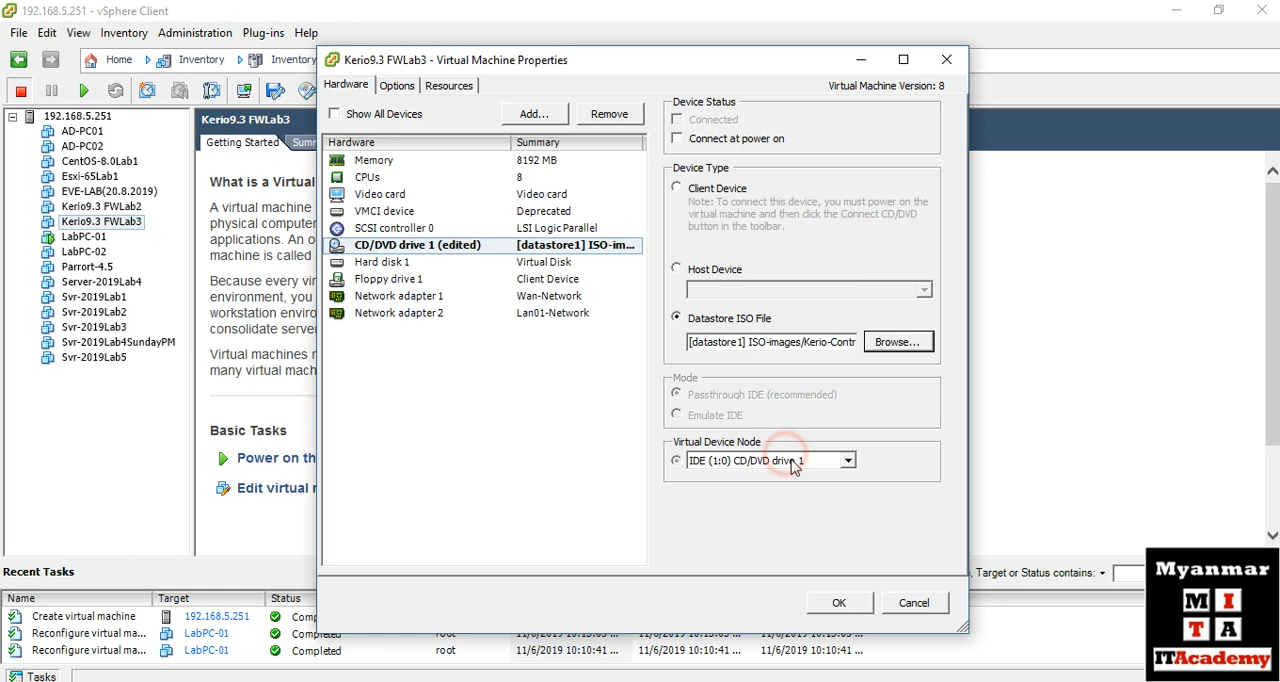 192.168.5.251 - vSphere Client
File Edit View Inventory Administration Plug-ins Help
Home Inventory Inventory
192.168.5.251
AD-PC01
AD-PC02
CentOS-8.0Lab1
Esxi-65Lab1
EVE-LAB(20.8.2019)
Kerio9.3 FWLab2
Kerio9.3 FWLab3
LabPC-01
LabPC-02
Parrort-4.5
Server-2019Lab4
Svr-2019Lab1
Svr-2019Lab2
Svr-2019Lab3
Svr-2019Lab4SundayPM
Svr-2019Lab5
Kerio9.3 FWLab3
Getting Started Summ
What is a Virtual
A virtual machine
physical computer
applications. An o
machine is called
Because every vir
environment, you
workstation enviro
consolidate serve
Virtual machines r
many virtual mach
Basic Tasks
Power on th
Edit virtual r
Kerio9.3 FWLab3 - Virtual Machine Properties
Hardware Options Resources Virtual Machine Version: 8
Show All Devices Add... Remove
Hardware Summary
Memory 8192 MB
CPUs 8
Video card Video card
VMCI device Deprecated
SCSI controller 0 LSI Logic Parallel
CD/DVD drive 1 (edited) [datastore1] ISO-im...
Hard disk 1 Virtual Disk
Floppy drive 1 Client Device
Network adapter 1 Wan-Network
Network adapter 2 Lan01-Network
Device Status
Connected
Connect at power on
Device Type
Client Device
Note: To connect this device, you must power on the
virtual machine and then click the Connect CD/DVD
button in the toolbar.
Host Device
Datastore ISO File
[datastore1] ISO-images/Kerio-Contr Browse...
Mode
Passthrough IDE (recommended)
Emulate IDE
Virtual Device Node
IDE (1:0) CD/DVD drive 1
OK Cancel
Recent Tasks
, Target or Status contains:
Name Target Status
Create virtual machine 192.168.5.251 Comp
Reconfigure virtual ma... LabPC-01 Completed root
Reconfigure virtual ma... LabPC-01 Completed root 11/6/2019 10:10:41 ... 11/6/2019 10:10:41 ... 11/6/2019 10:10:41 ...
Tasks
Myanmar
M I
T A
ITAcademy